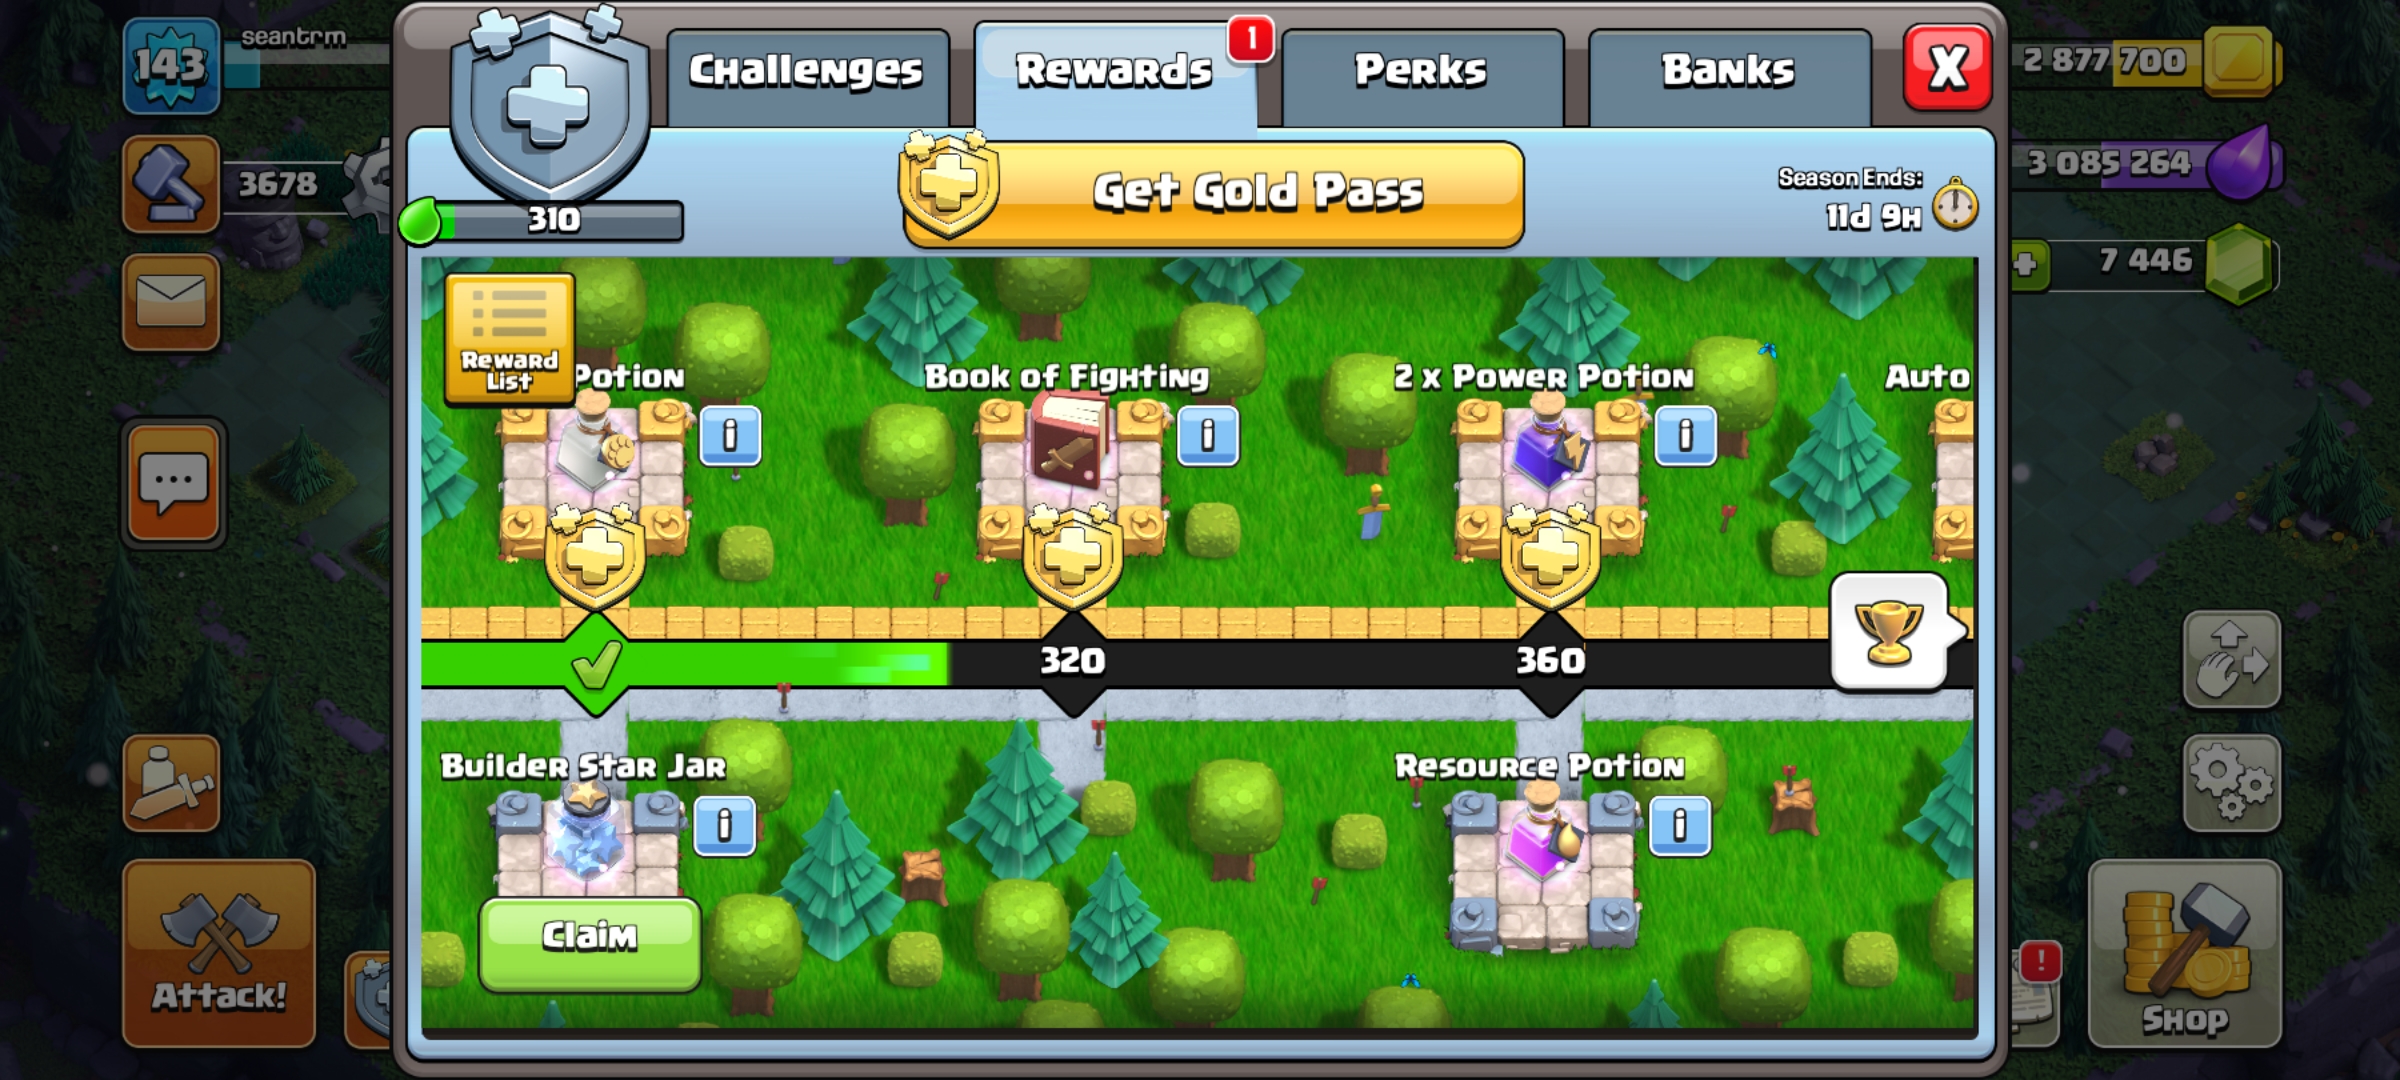 143
seantrm
Challenges
Rewards
1
Perks
Banks
X
2 877 700
3678
310
Get Gold Pass
Season Ends:
11d 9H
3 085 264
7 446
Reward
List
Potion
Book of Fighting
2 x Power Potion
Auto
i
i
i
320
360
Builder Star Jar
Resource Potion
i
i
Claim
Attack!
!
Shop